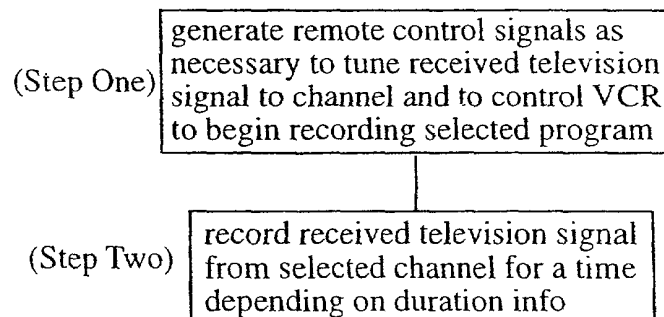 generate remote control signals as
(Step One) necessary to tune received television
signal to channel and to control VCR
to begin recording selected program
record received television signal
(Step Two) from selected channel for a time
depending on duration info